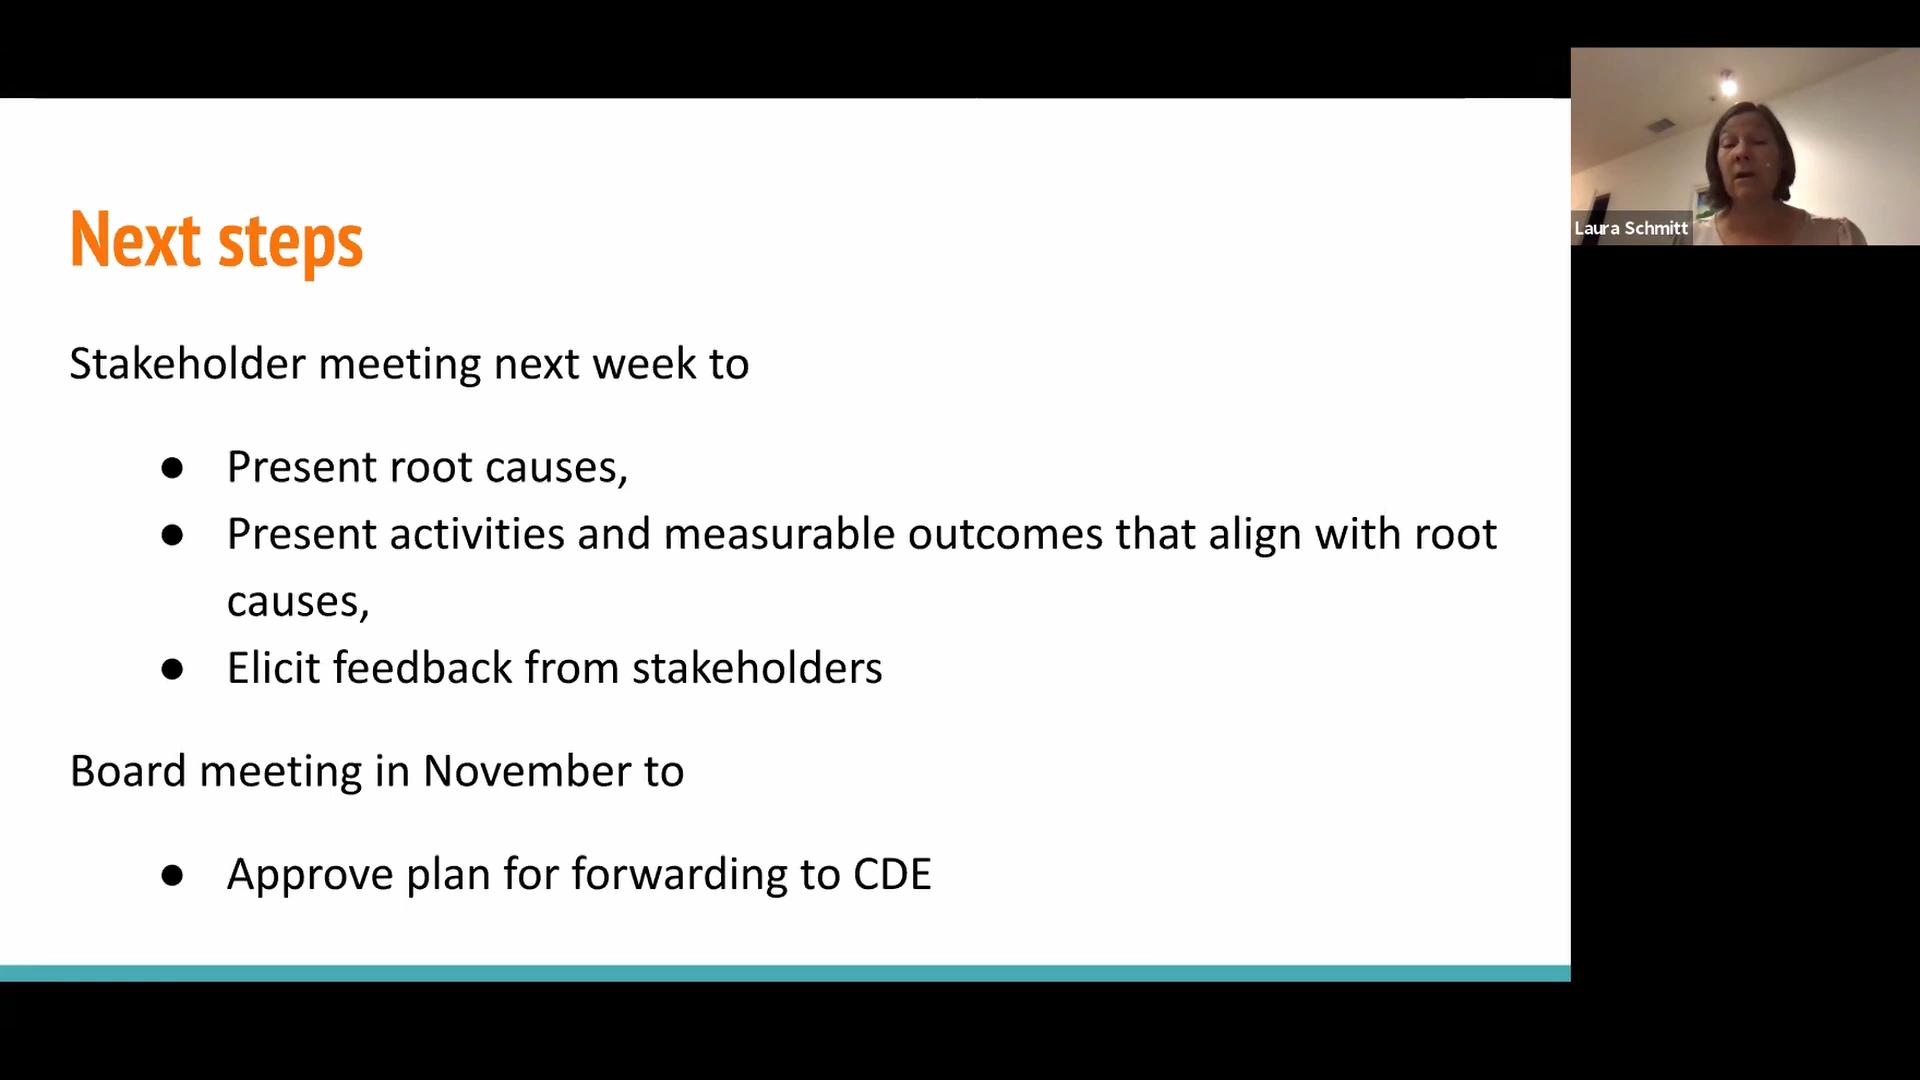 Next steps
Stakeholder meeting next week to
● Present root causes,
● Present activities and measurable outcomes that align with root
causes,
● Elicit feedback from stakeholders
Board meeting in November to
● Approve plan for forwarding to CDE
Laura Schmitt